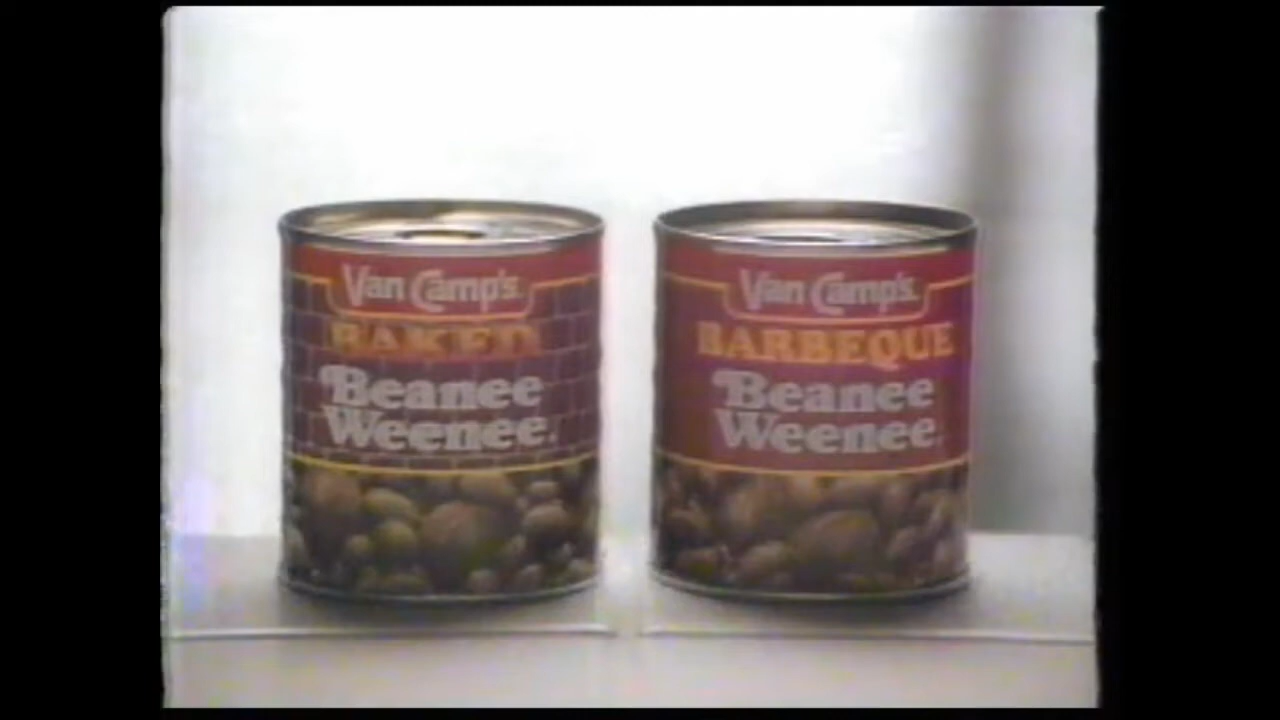 Van Camp's.
BAKED
Beanee
Weenee.
Van Camp's.
BARBEQUE
Beanee
Weenee.